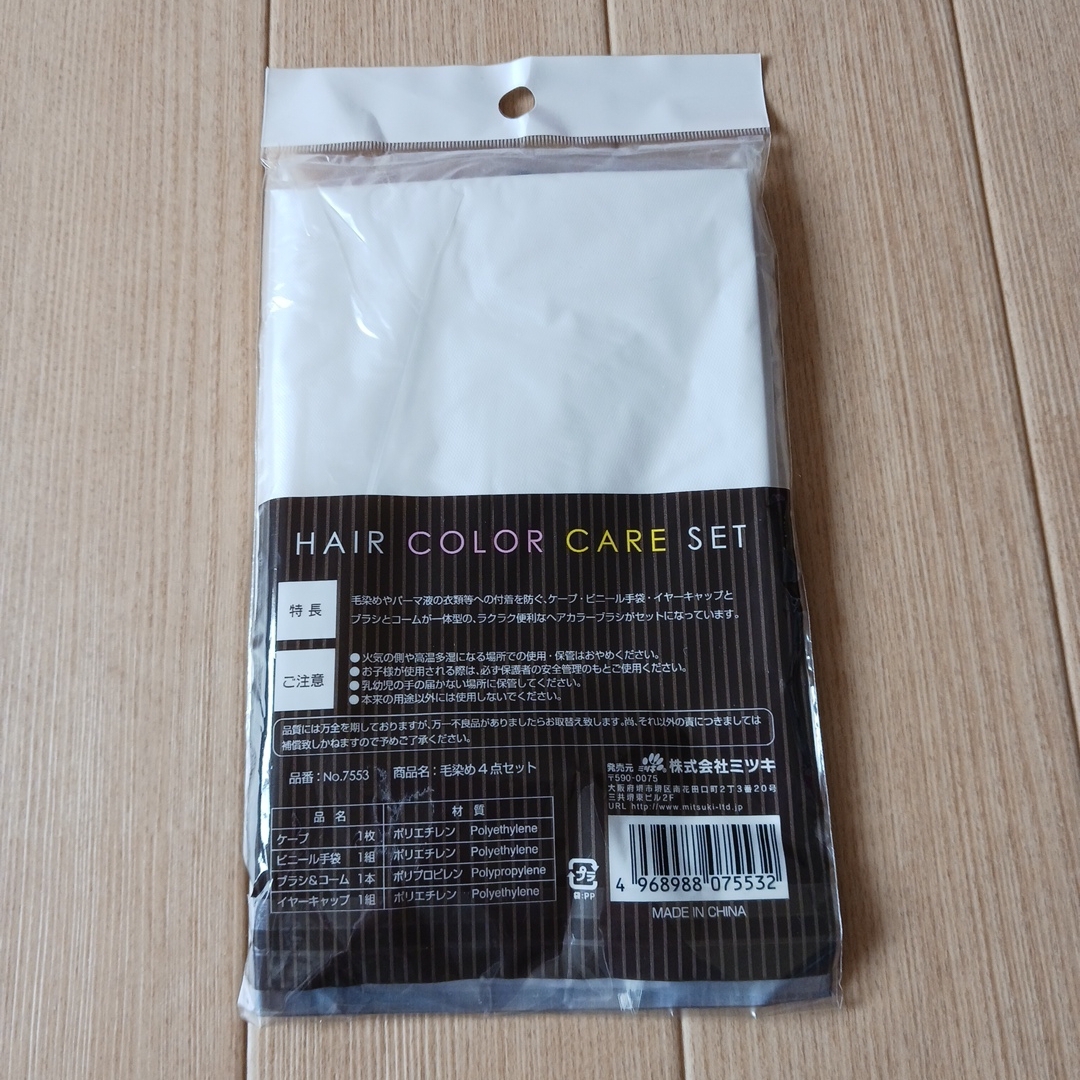 HAIR COLOR CARE SET
特長
毛染めやパーマ液の衣類等への付着を防ぐ、ケープ・ビニール手袋・イヤーキャップと
ブラシとコームが一体型の、ラクラク便利なヘアカラーブラシがセットになっています。
ご注意
●火気の側や高温多湿になる場所での使用・保管はおやめください。
●お子様が使用される際は、必ず保護者の安全管理のもとご使用ください。
●乳幼児の手の届かない場所に保管してください。
●本来の用途以外には使用しないでください。
品質には万全を期しておりますが、万一不良品がありましたらお取替え致します。尚、それ以外の責につきましては
補償致しかねますので予めご了承ください。
品番:No.7553 商品名:毛染め4点セット
品名 材質
ケープ 1枚 ポリエチレン Polyethylene
ビニール手袋 1組 ポリエチレン Polyethylene
ブラシ&コーム 1本 ポリプロピレン Polypropylene
イヤーキャップ 1組 ポリエチレン Polyethylene
発売元 ミツキ 株式会社ミツキ
〒590-0075
大阪府堺市堺区南花田口町2丁3番20号
三共堺東ビル2F
URL http://www.mitsuki-ltd.jp
プラ
袋:PP
4 968988 075532
MADE IN CHINA